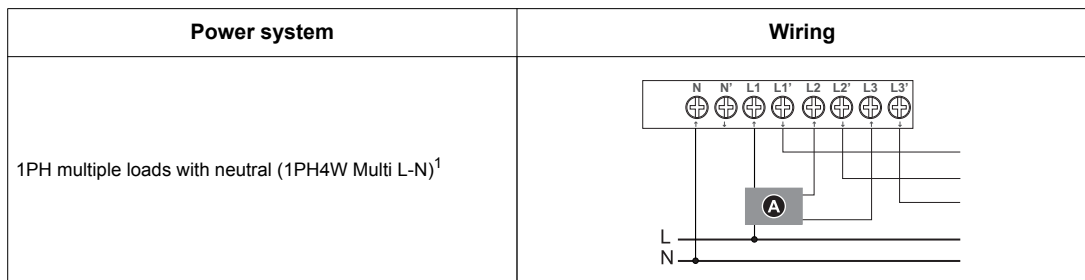 Power system
Wiring
N N' L1 L1' L2 L2' L3 L3'
1PH multiple loads with neutral (1PH4W Multi L-N)1
A
L
N